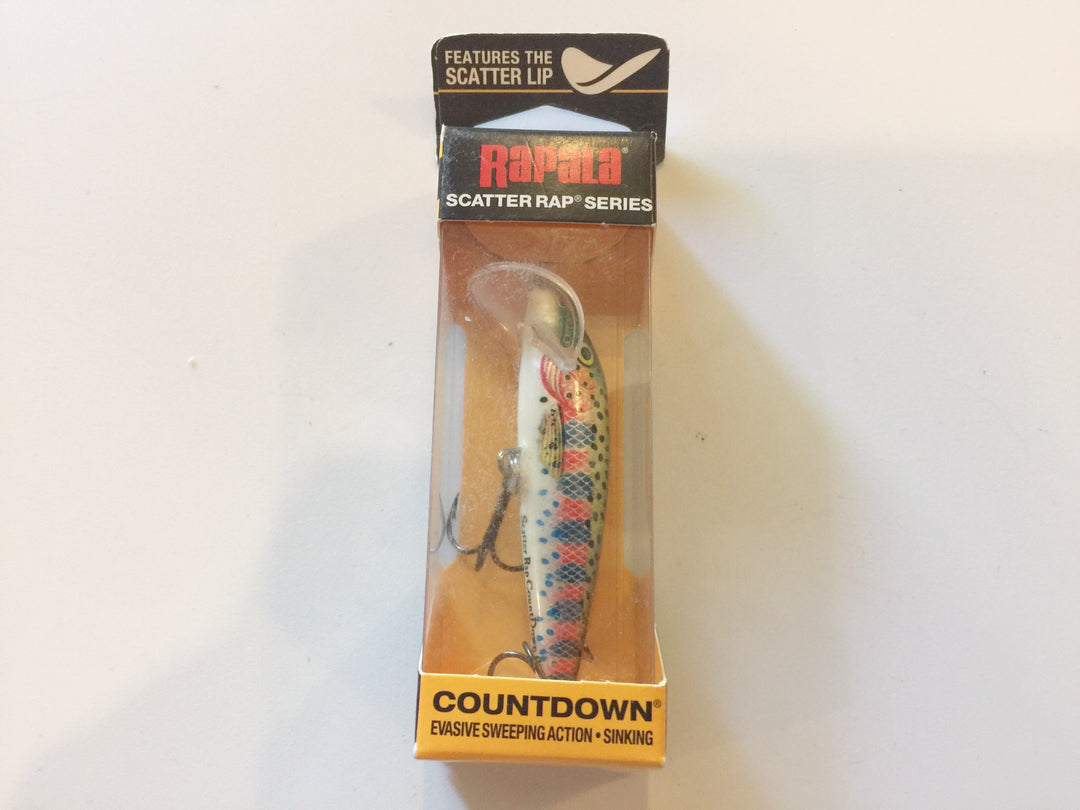 FEATURES THE
SCATTER LIP
Rapala®
SCATTER RAP® SERIES
Scatter Rap CountDown
COUNTDOWN®
EVASIVE SWEEPING ACTION • SINKING